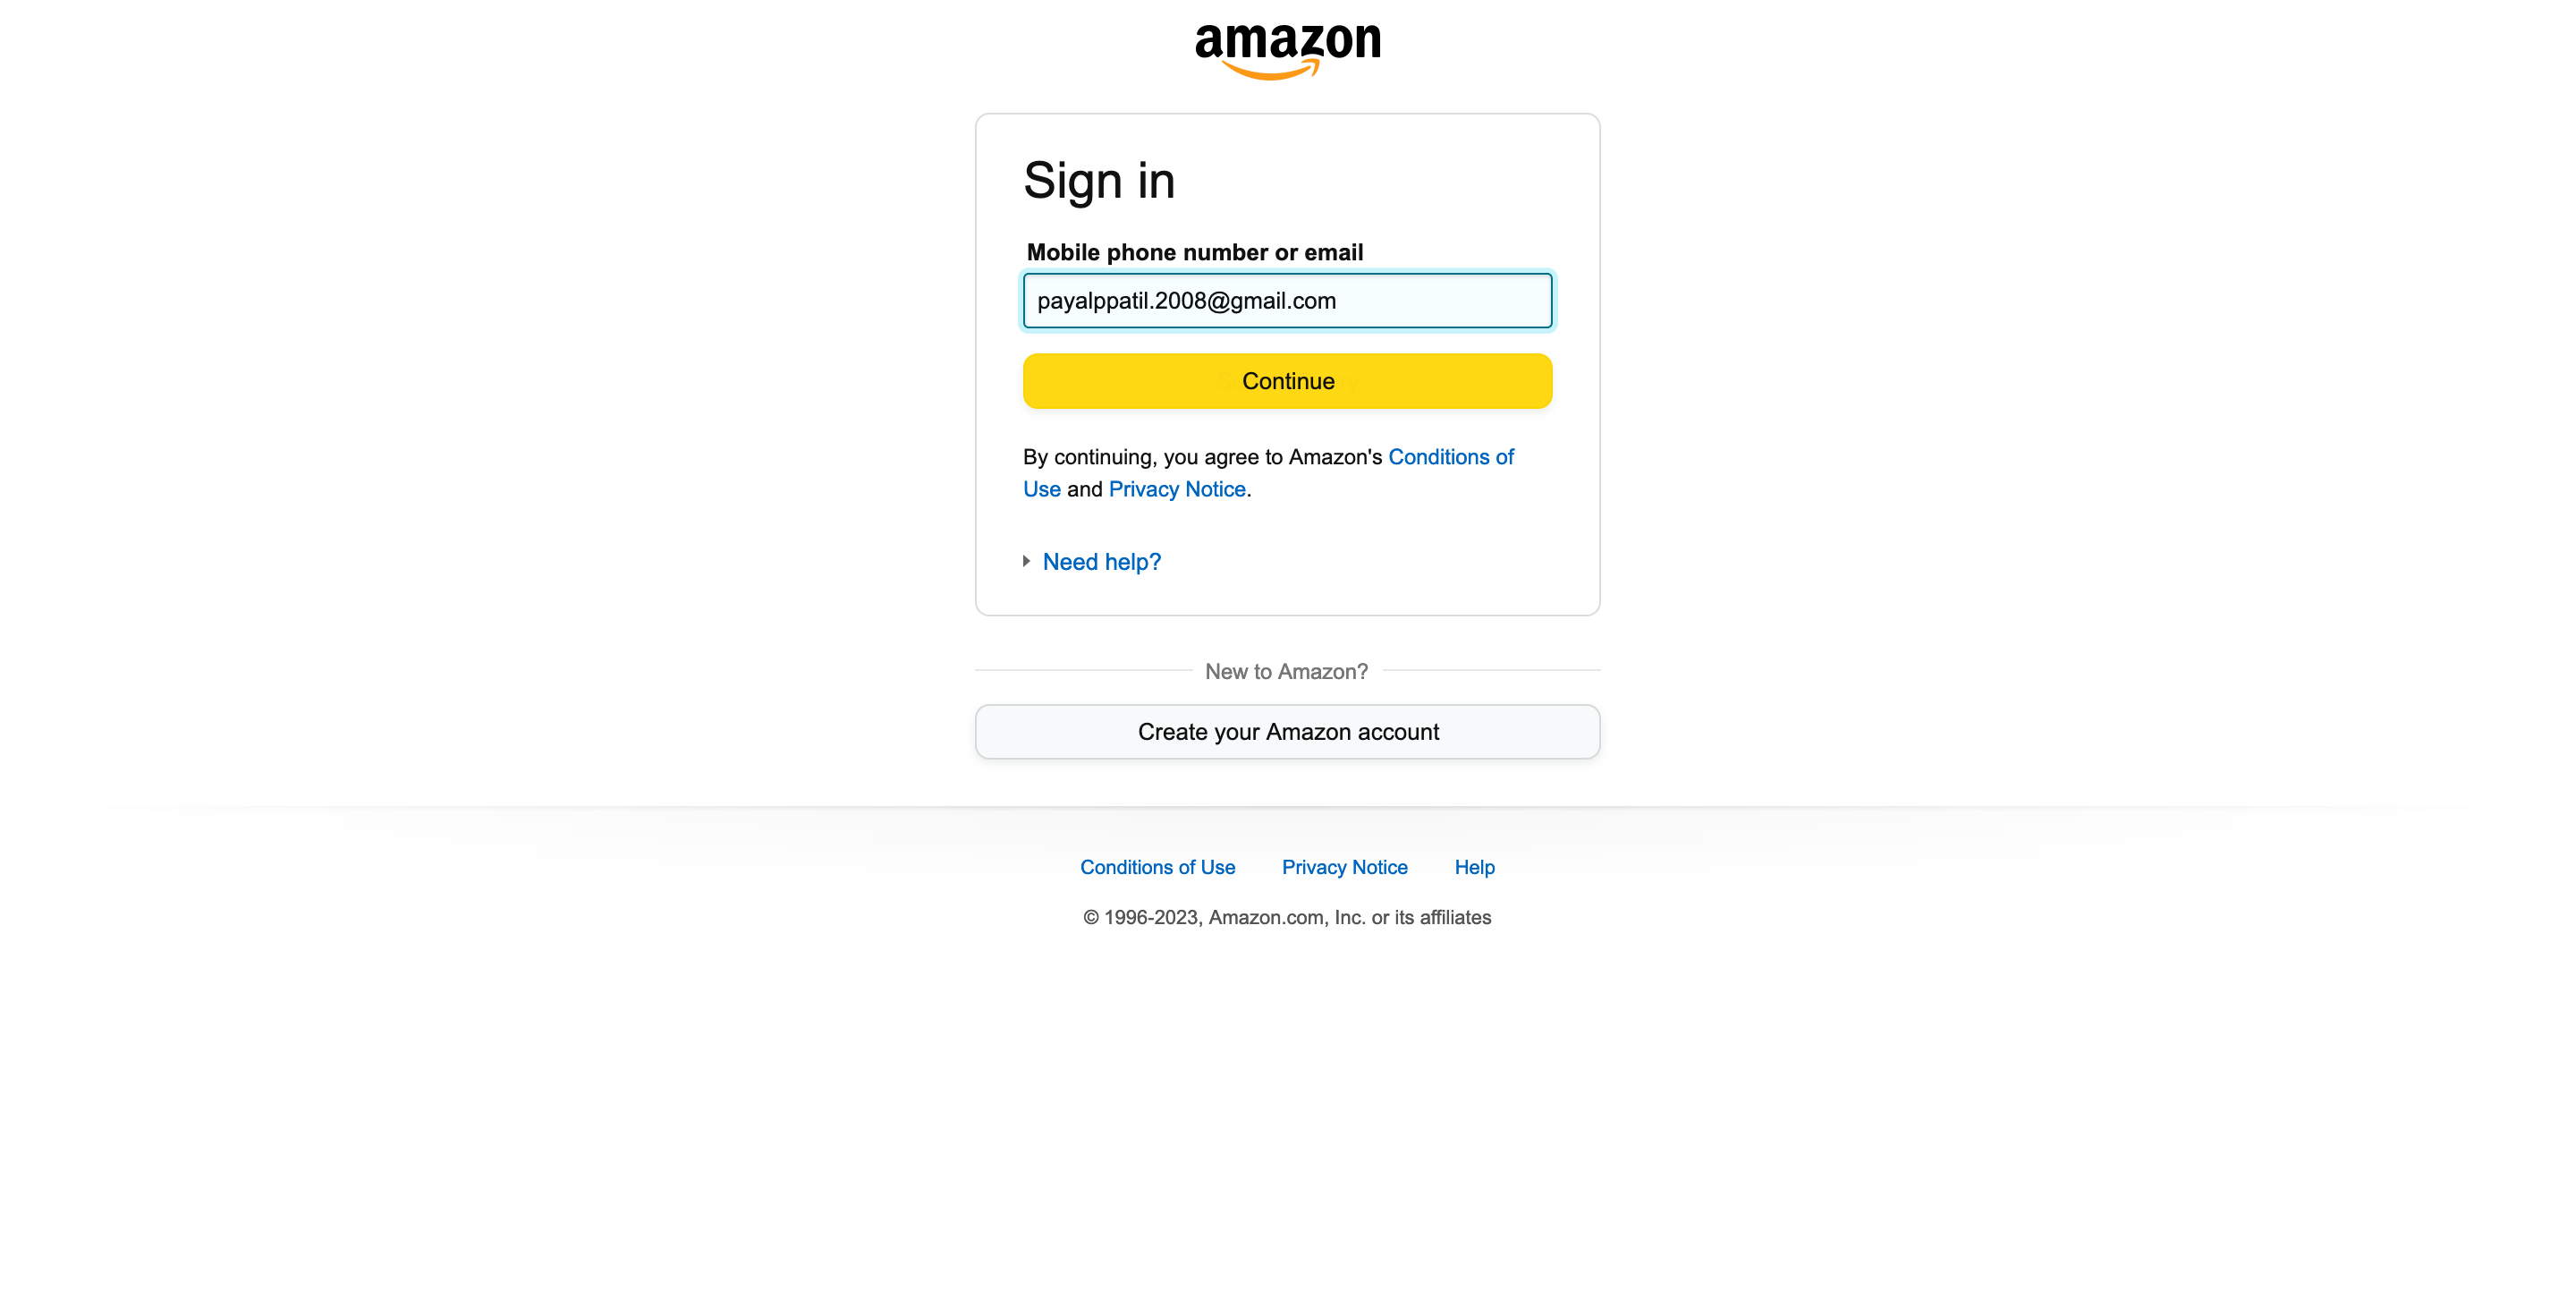 amazon
Sign in
Mobile phone number or email
payalppatil.2008@gmail.com
Continue
By continuing, you agree to Amazon's Conditions of
Use and Privacy Notice.
Need help?
New to Amazon?
Create your Amazon account
Conditions of Use Privacy Notice Help
© 1996-2023, Amazon.com, Inc. or its affiliates